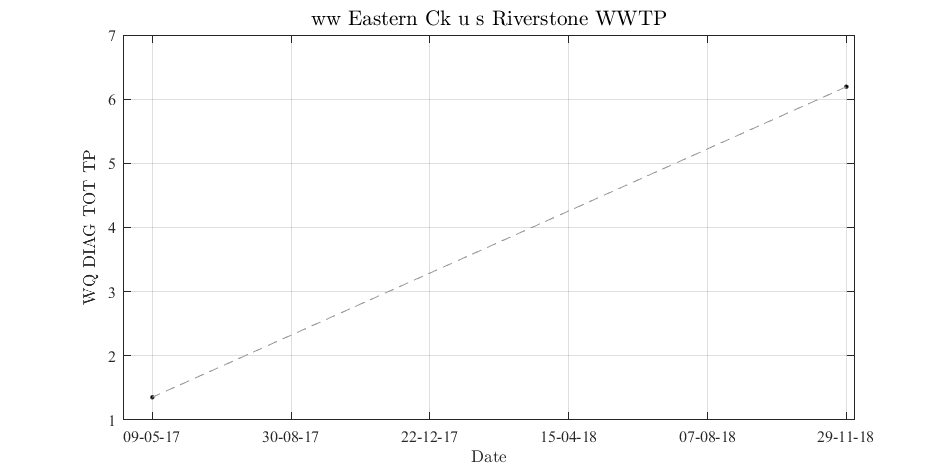 ww Eastern Ck u s Riverstone WWTP
7
6
5
4
3
2
1
WQ DIAG TOT TP
09-05-17 30-08-17 22-12-17 15-04-18 07-08-18 29-11-18
Date